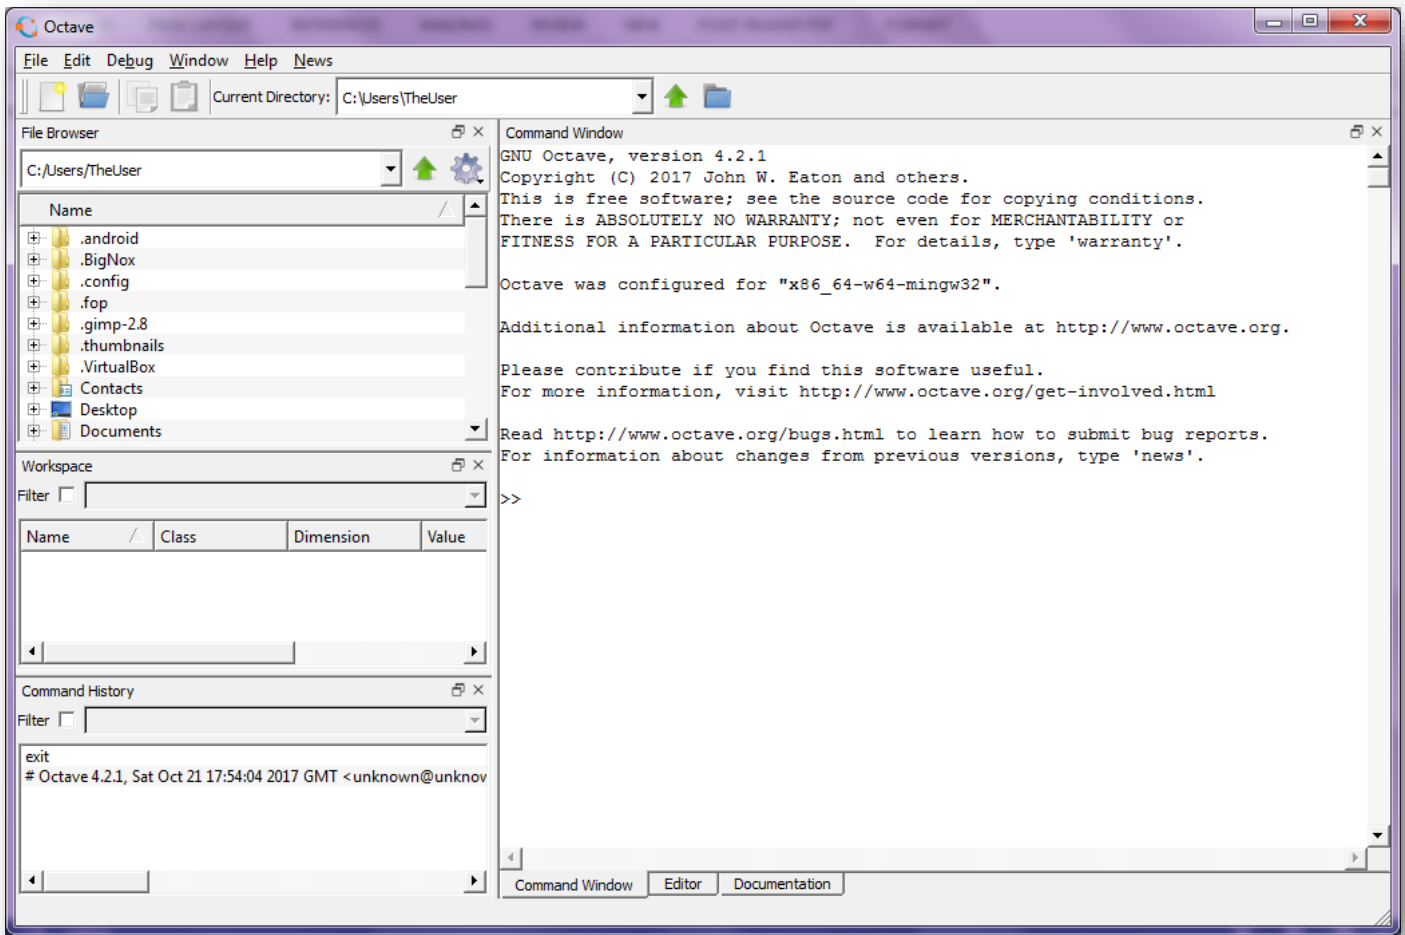 Octave
File Edit Debug Window Help News
Current Directory: C:\Users\TheUser
File Browser
C:/Users/TheUser
Name
.android
.BigNox
.config
.fop
.gimp-2.8
.thumbnails
.VirtualBox
Contacts
Desktop
Documents
Workspace
Filter
Name Class Dimension Value
Command History
Filter
exit
# Octave 4.2.1, Sat Oct 21 17:54:04 2017 GMT <unknown@unknov
Command Window
GNU Octave, version 4.2.1
Copyright (C) 2017 John W. Eaton and others.
This is free software; see the source code for copying conditions.
There is ABSOLUTELY NO WARRANTY; not even for MERCHANTABILITY or
FITNESS FOR A PARTICULAR PURPOSE.  For details, type 'warranty'.
Octave was configured for "x86_64-w64-mingw32".
Additional information about Octave is available at http://www.octave.org.
Please contribute if you find this software useful.
For more information, visit http://www.octave.org/get-involved.html
Read http://www.octave.org/bugs.html to learn how to submit bug reports.
For information about changes from previous versions, type 'news'.
>>
Command Window Editor Documentation